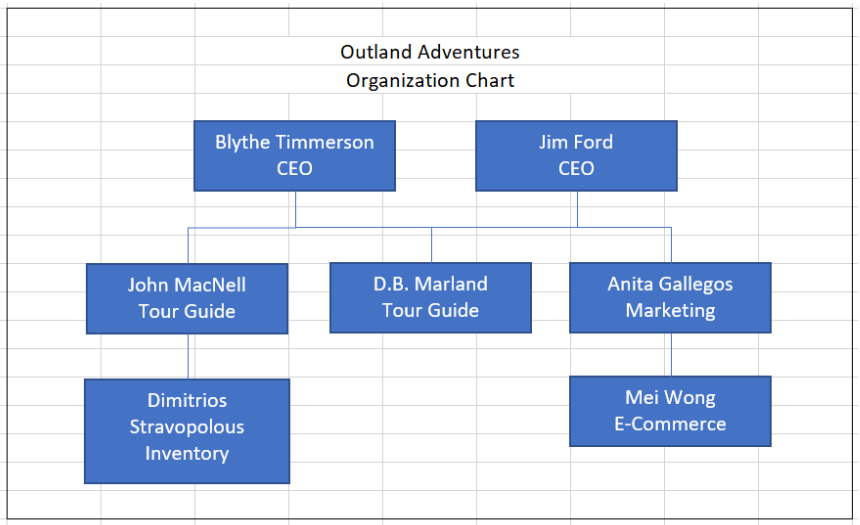 Outland Adventures
Organization Chart
Blythe Timmerson
CEO
Jim Ford
CEO
John MacNell
Tour Guide
D.B. Marland
Tour Guide
Anita Gallegos
Marketing
Dimitrios
Stravopolous
Inventory
Mei Wong
E-Commerce